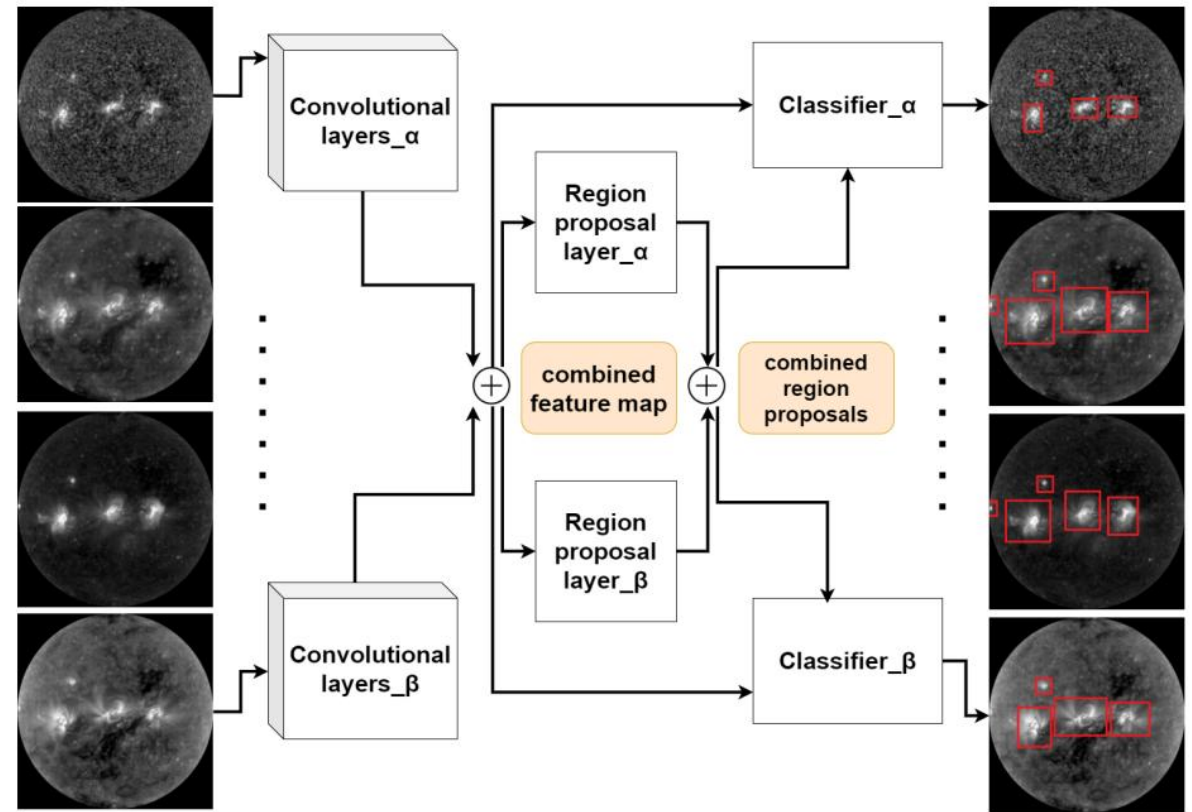 Convolutional
layers_α
Classifier_α
Region
proposal
layer_α
combined
feature map
combined
region
proposals
Region
proposal
layer_β
Convolutional
layers_β
Classifier_β